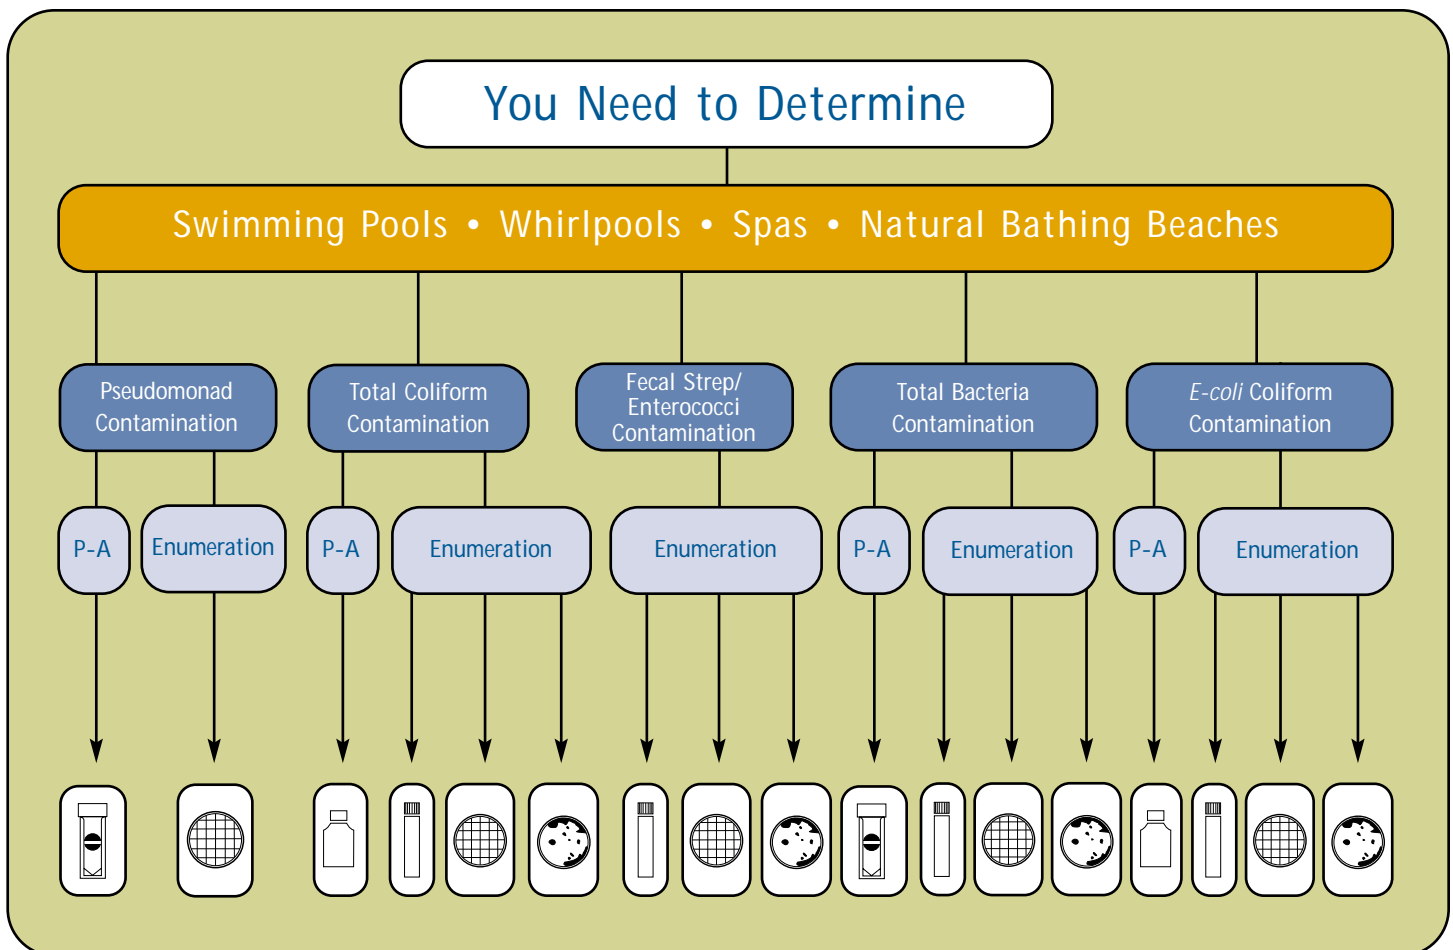 You Need to Determine
Swimming Pools • Whirlpools • Spas • Natural Bathing Beaches
Pseudomonad
Contamination
Total Coliform
Contamination
Fecal Strep/
Enterococci
Contamination
Total Bacteria
Contamination
E-coli Coliform
Contamination
P-A
Enumeration
P-A
Enumeration
Enumeration
P-A
Enumeration
P-A
Enumeration